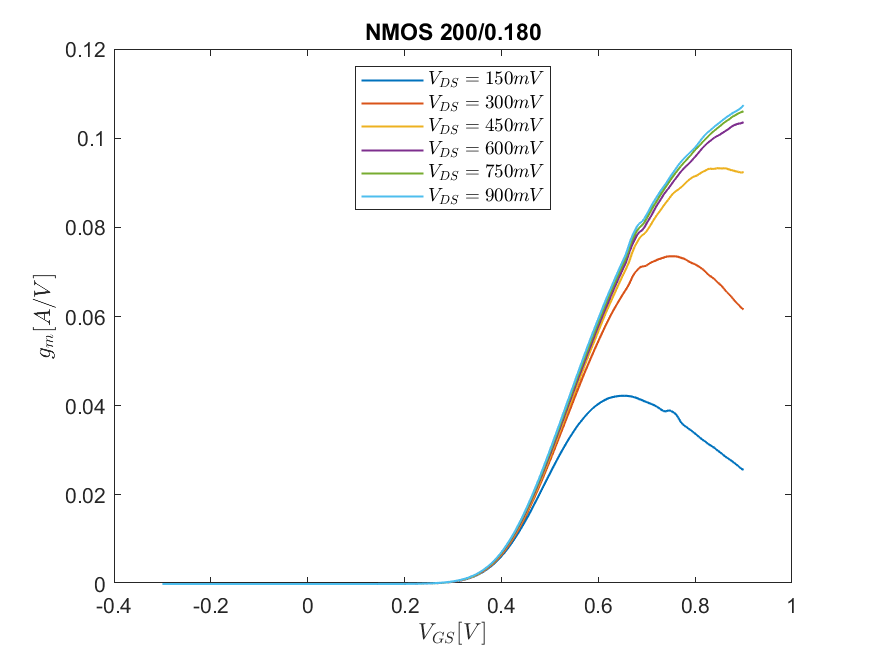 NMOS 200/0.180
0.12
0.1
0.08
0.06
0.04
0.02
0
g_m[A/V]
V_DS = 150mV
V_DS = 300mV
V_DS = 450mV
V_DS = 600mV
V_DS = 750mV
V_DS = 900mV
-0.4 -0.2 0 0.2 0.4 0.6 0.8 1
V_GS[V]